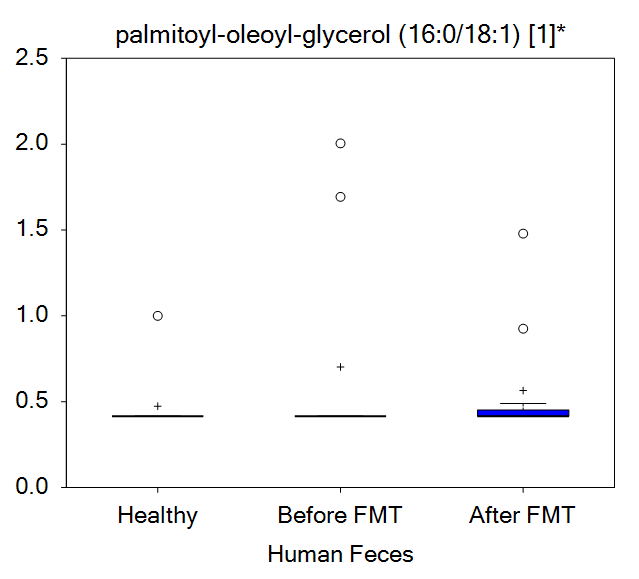 palmitoyl-oleoyl-glycerol (16:0/18:1) [1]*
2.5
2.0
1.5
1.0
0.5
0.0
Healthy Before FMT After FMT
Human Feces